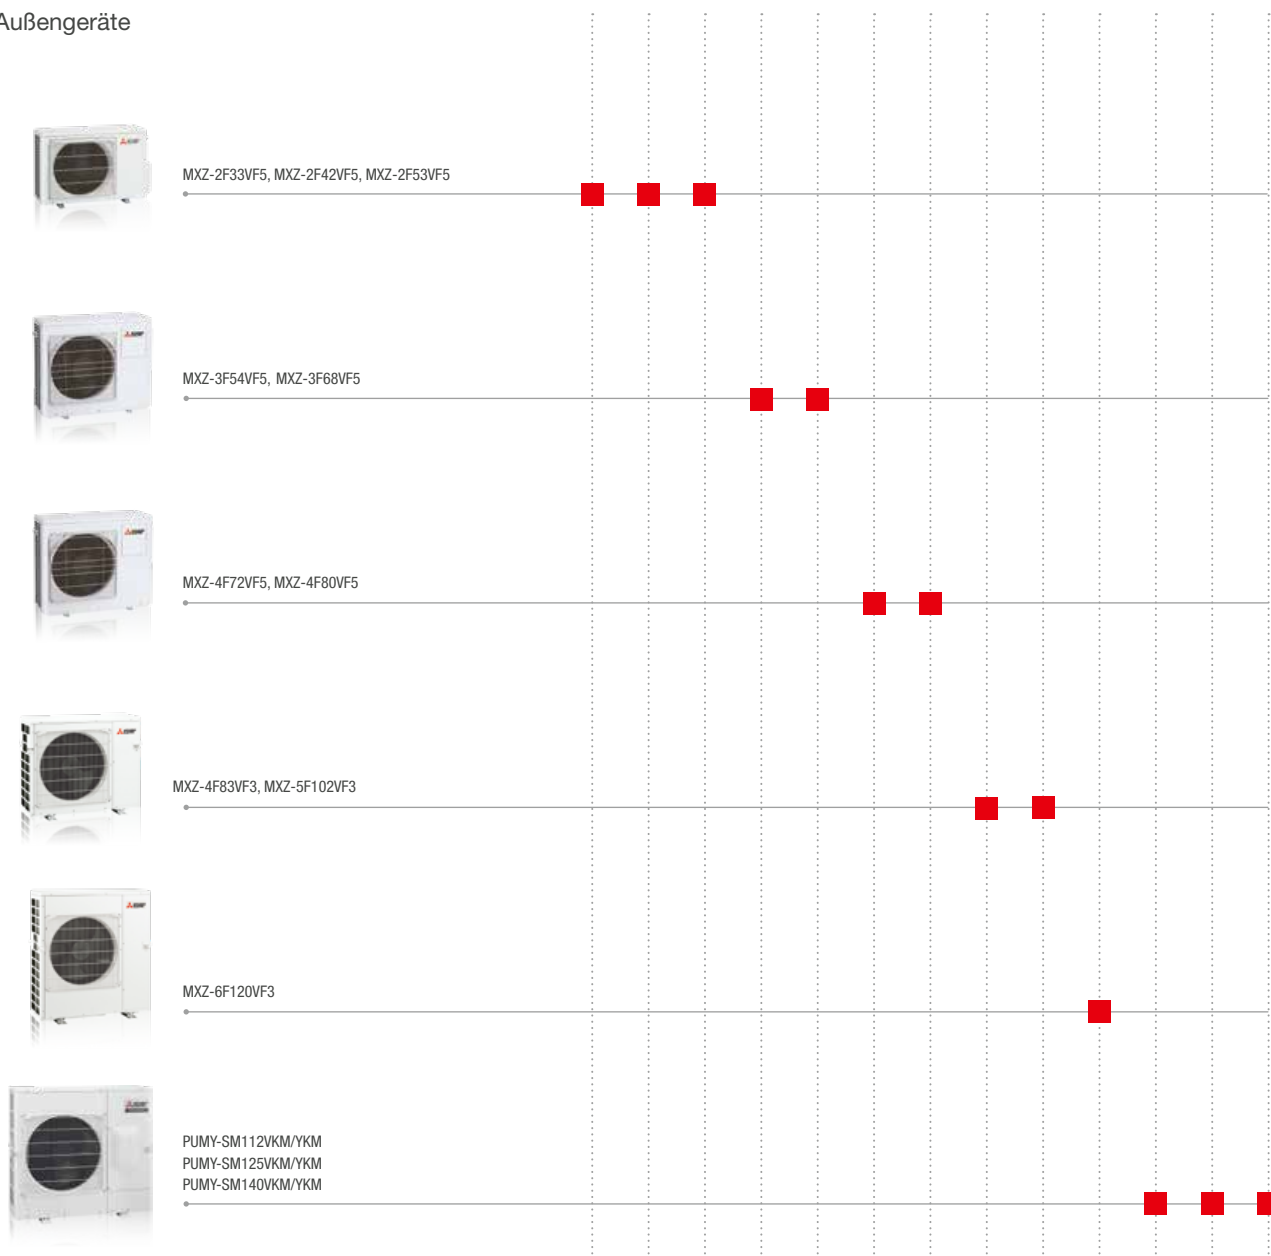 Außengeräte
MXZ-2F33VF5, MXZ-2F42VF5, MXZ-2F53VF5
MXZ-3F54VF5, MXZ-3F68VF5
MXZ-4F72VF5, MXZ-4F80VF5
MXZ-4F83VF3, MXZ-5F102VF3
MXZ-6F120VF3
PUMY-SM112VKM/YKM
PUMY-SM125VKM/YKM
PUMY-SM140VKM/YKM